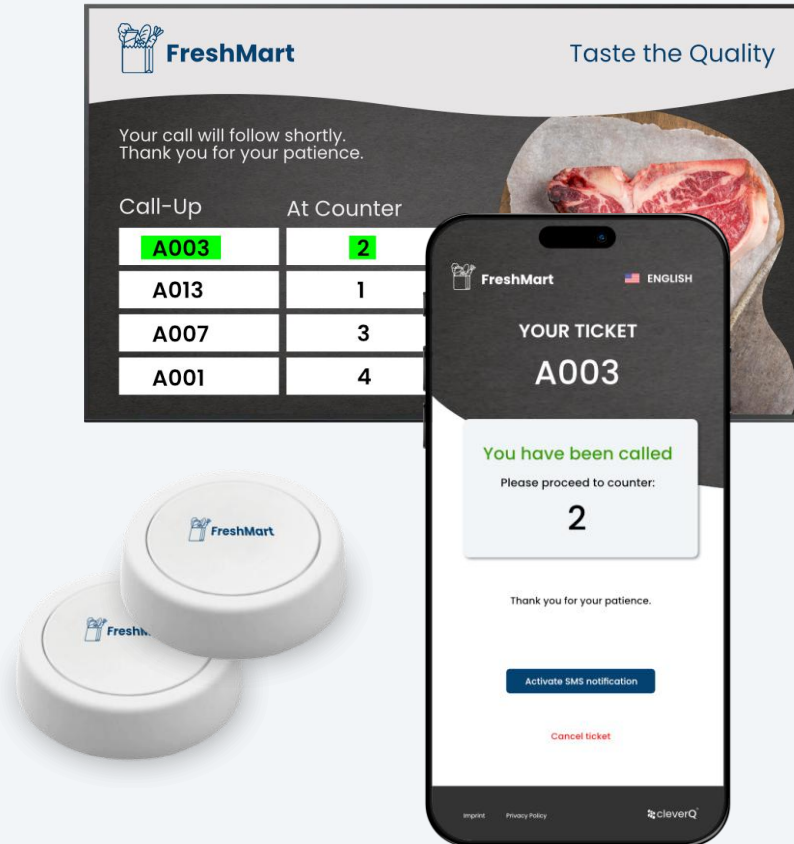 FreshMart
Taste the Quality
Your call will follow shortly.
Thank you for your patience.
Call-Up At Counter
A003 2
A013 1
A007 3
A001 4
FreshMart
ENGLISH
YOUR TICKET
A003
You have been called
Please proceed to counter:
2
Thank you for your patience.
Activate SMS notification
Cancel ticket
Imprint
Privacy Policy
cleverQ
FreshMart